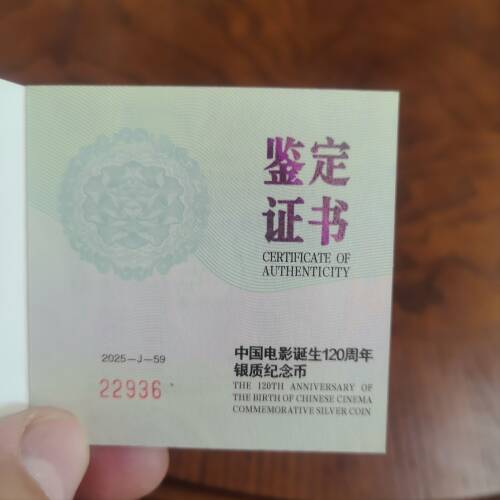 鉴定
证书
CERTIFICATE OF
AUTHENTICITY
2025-J-59
22936
中国电影诞生120周年
银质纪念币
THE 120TH ANNIVERSARY OF
THE BIRTH OF CHINESE CINEMA
COMMEMORATIVE SILVER COIN